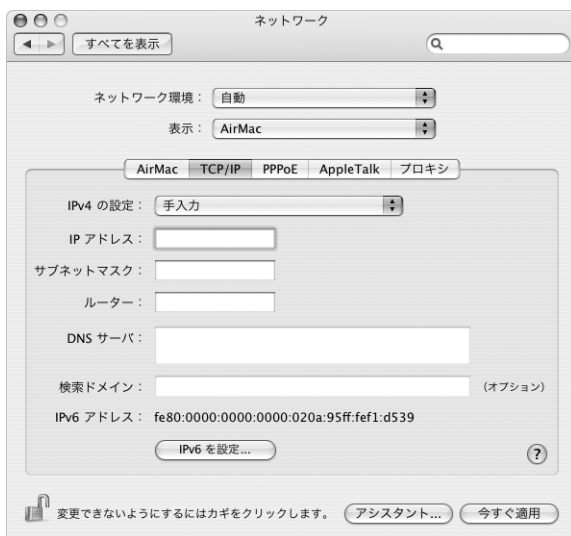 ネットワーク
すべてを表示
ネットワーク環境： 自動
表示： AirMac
AirMac TCP/IP PPPoE AppleTalk プロキシ
IPv4 の設定： 手入力
IP アドレス：
サブネットマスク：
ルーター：
DNS サーバ：
検索ドメイン： （オプション）
IPv6 アドレス： fe80:0000:0000:0000:020a:95ff:fef1:d539
IPv6 を設定... ?
変更できないようにするにはカギをクリックします。 アシスタント... 今すぐ適用